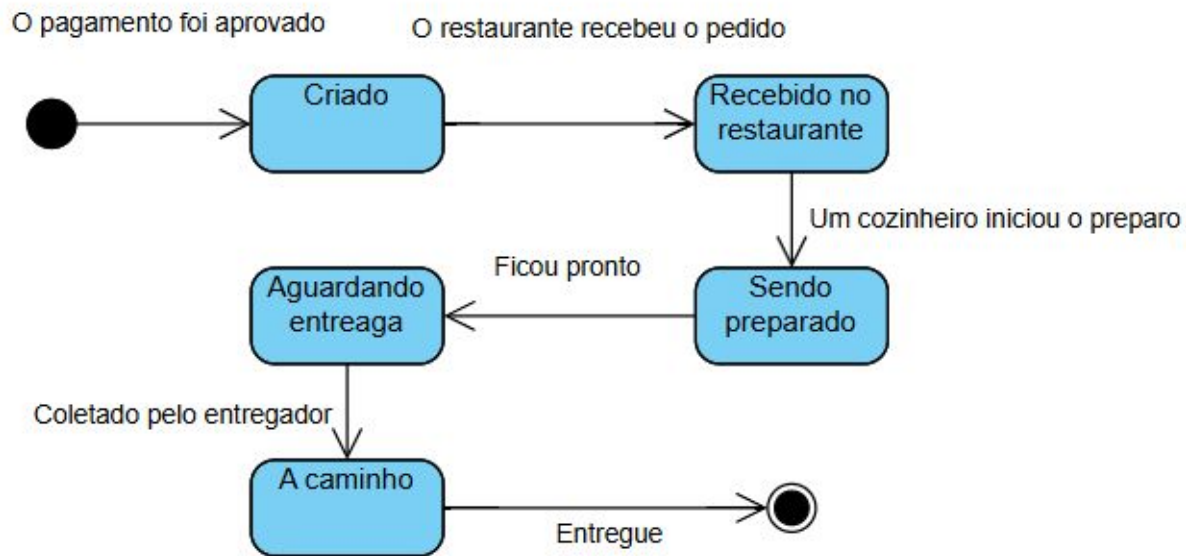 O pagamento foi aprovado
O restaurante recebeu o pedido
Criado
Recebido no
restaurante
Um cozinheiro iniciou o preparo
Ficou pronto
Aguardando
entreaga
Sendo
preparado
Coletado pelo entregador
A caminho
Entregue